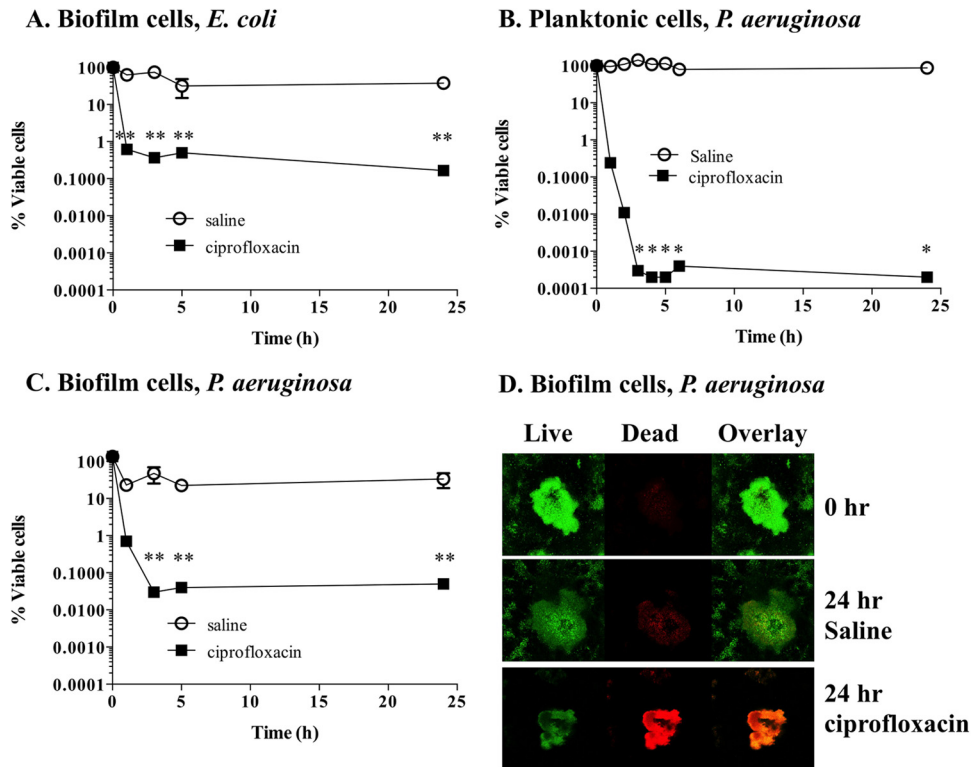 A. Biofilm cells, E. coli
100
10
1
0.1000
0.0100
0.0010
0.0001
% Viable cells
** ** ** **
saline
ciprofloxacin
0 5 10 15 20 25
Time (h)
B. Planktonic cells, P. aeruginosa
100
10
1
0.1000
0.0100
0.0010
0.0001
% Viable cells
Saline
ciprofloxacin
* * * * * *
0 5 10 15 20 25
Time (h)
C. Biofilm cells, P. aeruginosa
100
10
1
0.1000
0.0100
0.0010
0.0001
% Viable cells
** ** **
saline
ciprofloxacin
0 5 10 15 20 25
Time (h)
D. Biofilm cells, P. aeruginosa
Live Dead Overlay
0 hr
24 hr
Saline
24 hr
ciprofloxacin